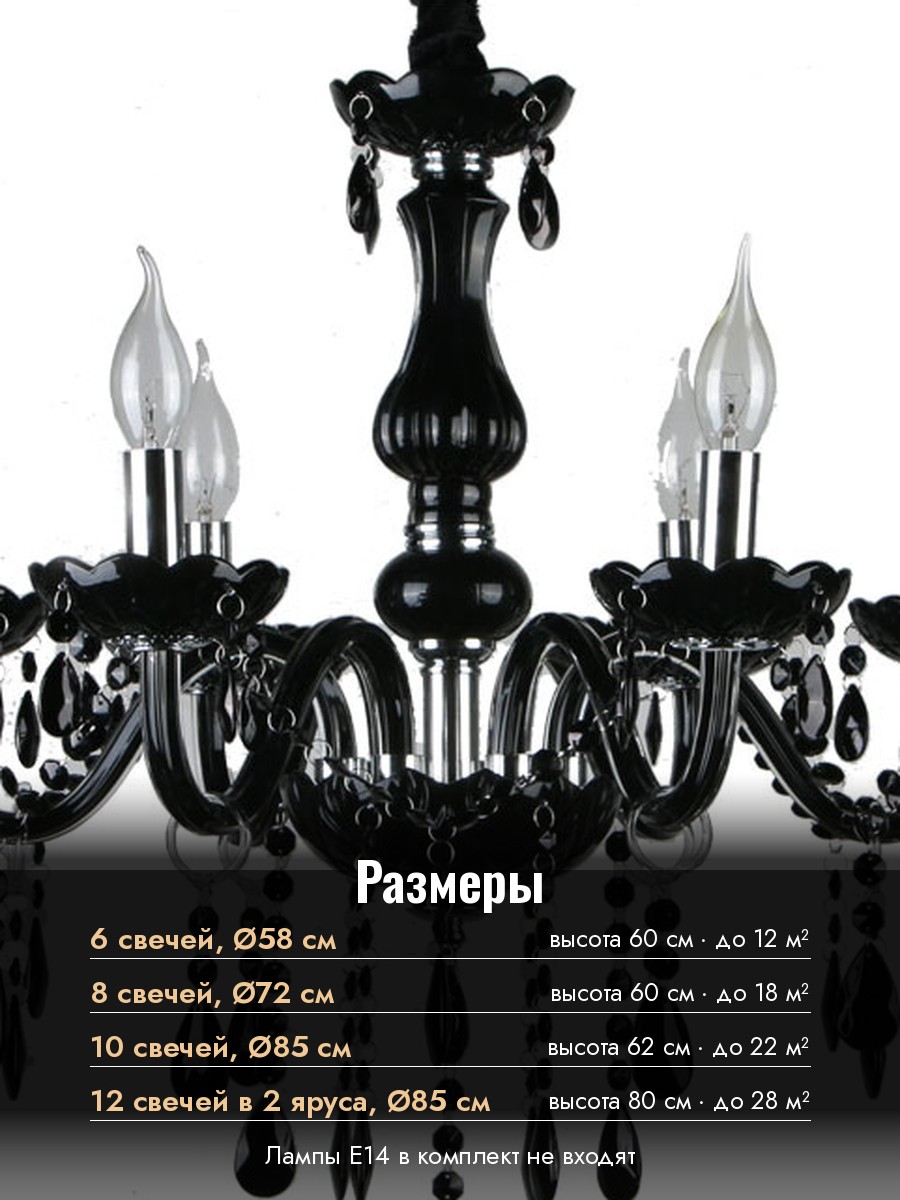 Размеры
6 свечей, Ø58 см высота 60 см · до 12 м²
8 свечей, Ø72 см высота 60 см · до 18 м²
10 свечей, Ø85 см высота 62 см · до 22 м²
12 свечей в 2 яруса, Ø85 см высота 80 см · до 28 м²
Лампы E14 в комплект не входят